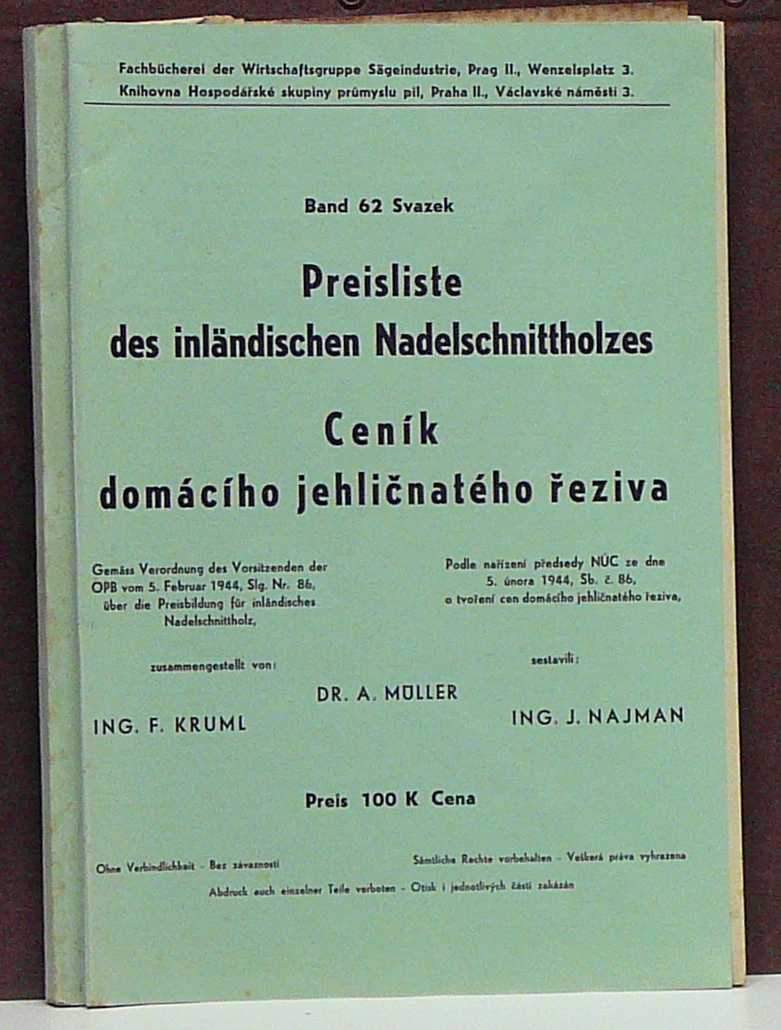 Fachbücherei der Wirtschaftsgruppe Sägeindustrie, Prag II., Wenzelsplatz 3.
Knihovna Hospodářské skupiny průmyslu pil, Praha II., Václavské náměstí 3.
Band 62 Svazek
Preisliste
des inländischen Nadelschnittholzes
Ceník
domácího jehličnatého řeziva
Gemäss Verordnung des Vorsitzenden der
OPB vom 5. Februar 1944, Slg. Nr. 86,
über die Preisbildung für inländisches
Nadelschnittholz,
Podle nařízení předsedy NÚC ze dne
5. února 1944, Sb. č. 86,
o tvoření cen domácího jehličnatého řeziva,
zusammengestellt von:
sestavili:
DR. A. MÜLLER
ING. F. KRUML
ING. J. NAJMAN
Preis 100 K Cena
Ohne Verbindlichkeit - Bez závaznosti
Sämtliche Rechte vorbehalten - Veškerá práva vyhrazena
Abdruck auch einzelner Teile verboten - Otisk i jednotlivých částí zakázán